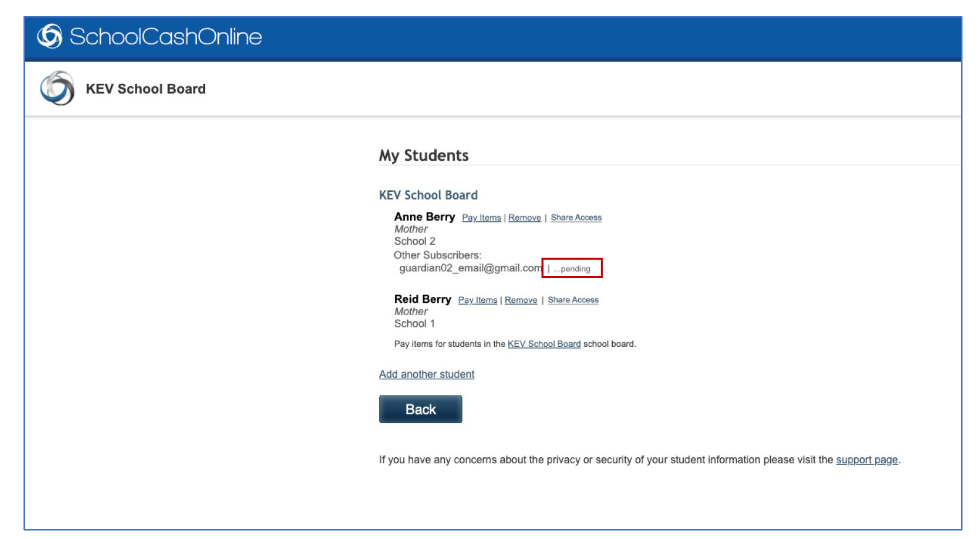 SchoolCashOnline
KEV School Board
My Students
KEV School Board
Anne Berry Pay Items | Remove | Share Access
Mother
School 2
Other Subscribers:
guardian02_email@gmail.com | ...pending
Reid Berry Pay Items | Remove | Share Access
Mother
School 1
Pay items for students in the KEV School Board school board.
Add another student
Back
If you have any concerns about the privacy or security of your student information please visit the support page.